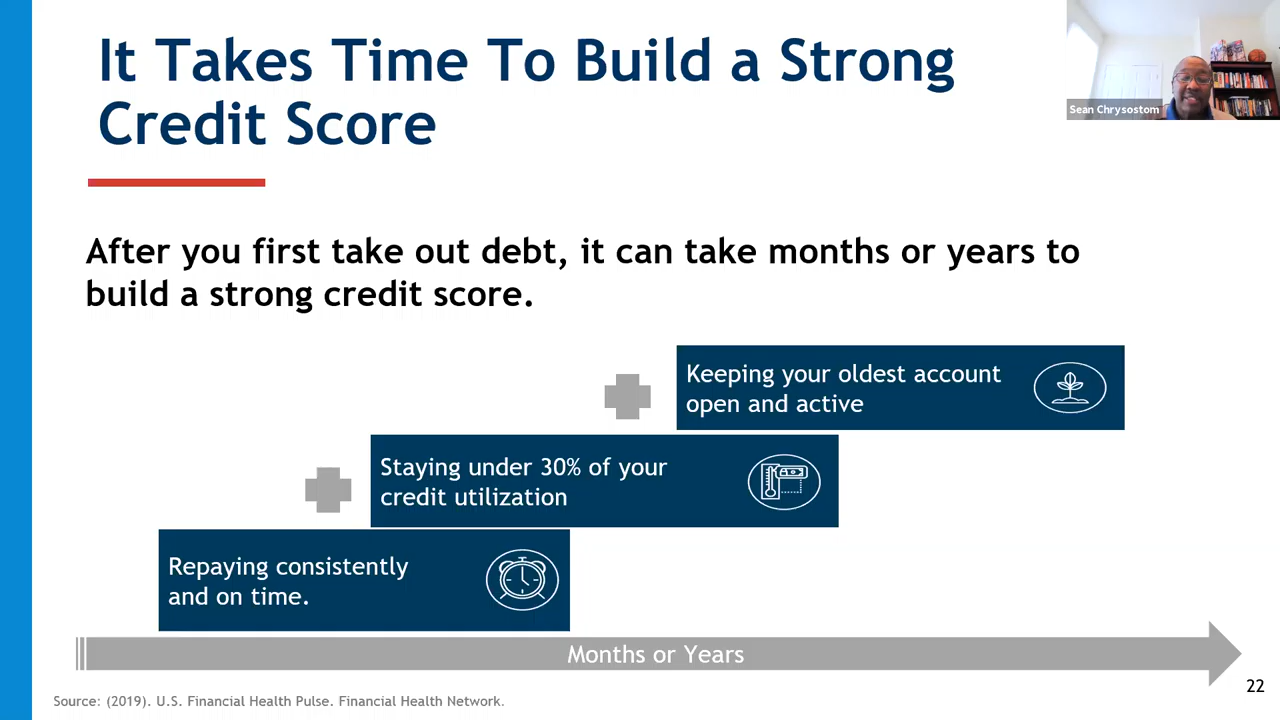 It Takes Time To Build a Strong
Credit Score
Sean Chrysostom
After you first take out debt, it can take months or years to
build a strong credit score.
Keeping your oldest account
open and active
Staying under 30% of your
credit utilization
Repaying consistently
and on time.
Months or Years
22
Source: (2019). U.S. Financial Health Pulse. Financial Health Network.